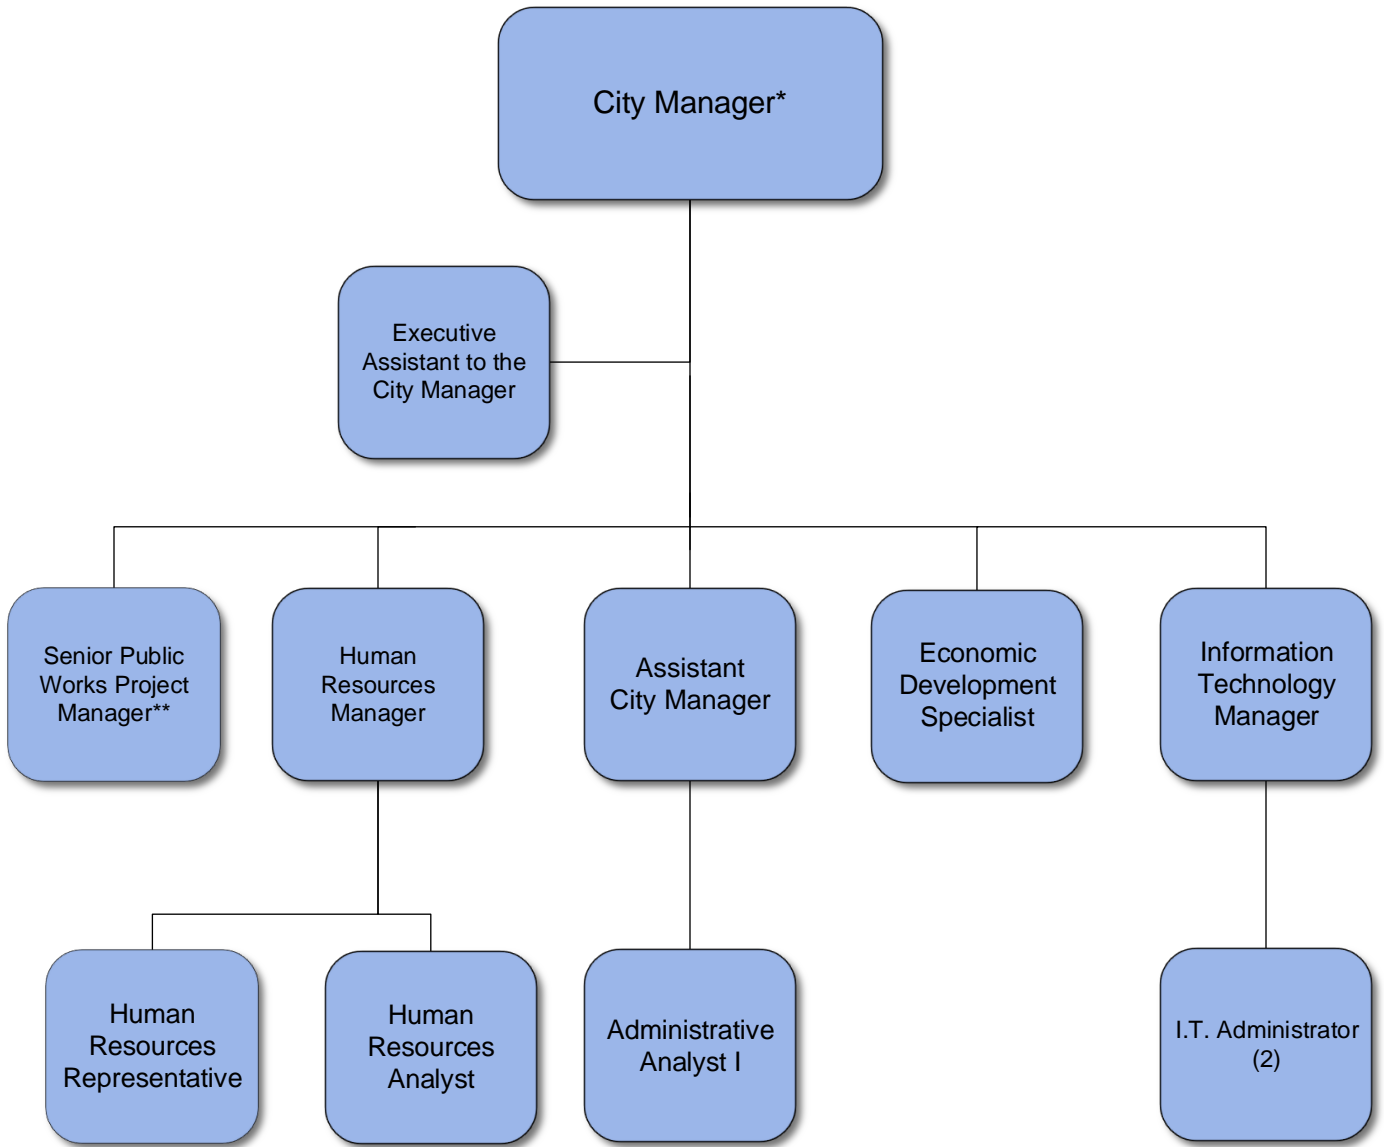 City Manager*
Executive
Assistant to the
City Manager
Senior Public
Works Project
Manager**
Human
Resources
Manager
Assistant
City Manager
Economic
Development
Specialist
Information
Technology
Manager
Human
Resources
Representative
Human
Resources
Analyst
Administrative
Analyst I
I.T. Administrator
(2)